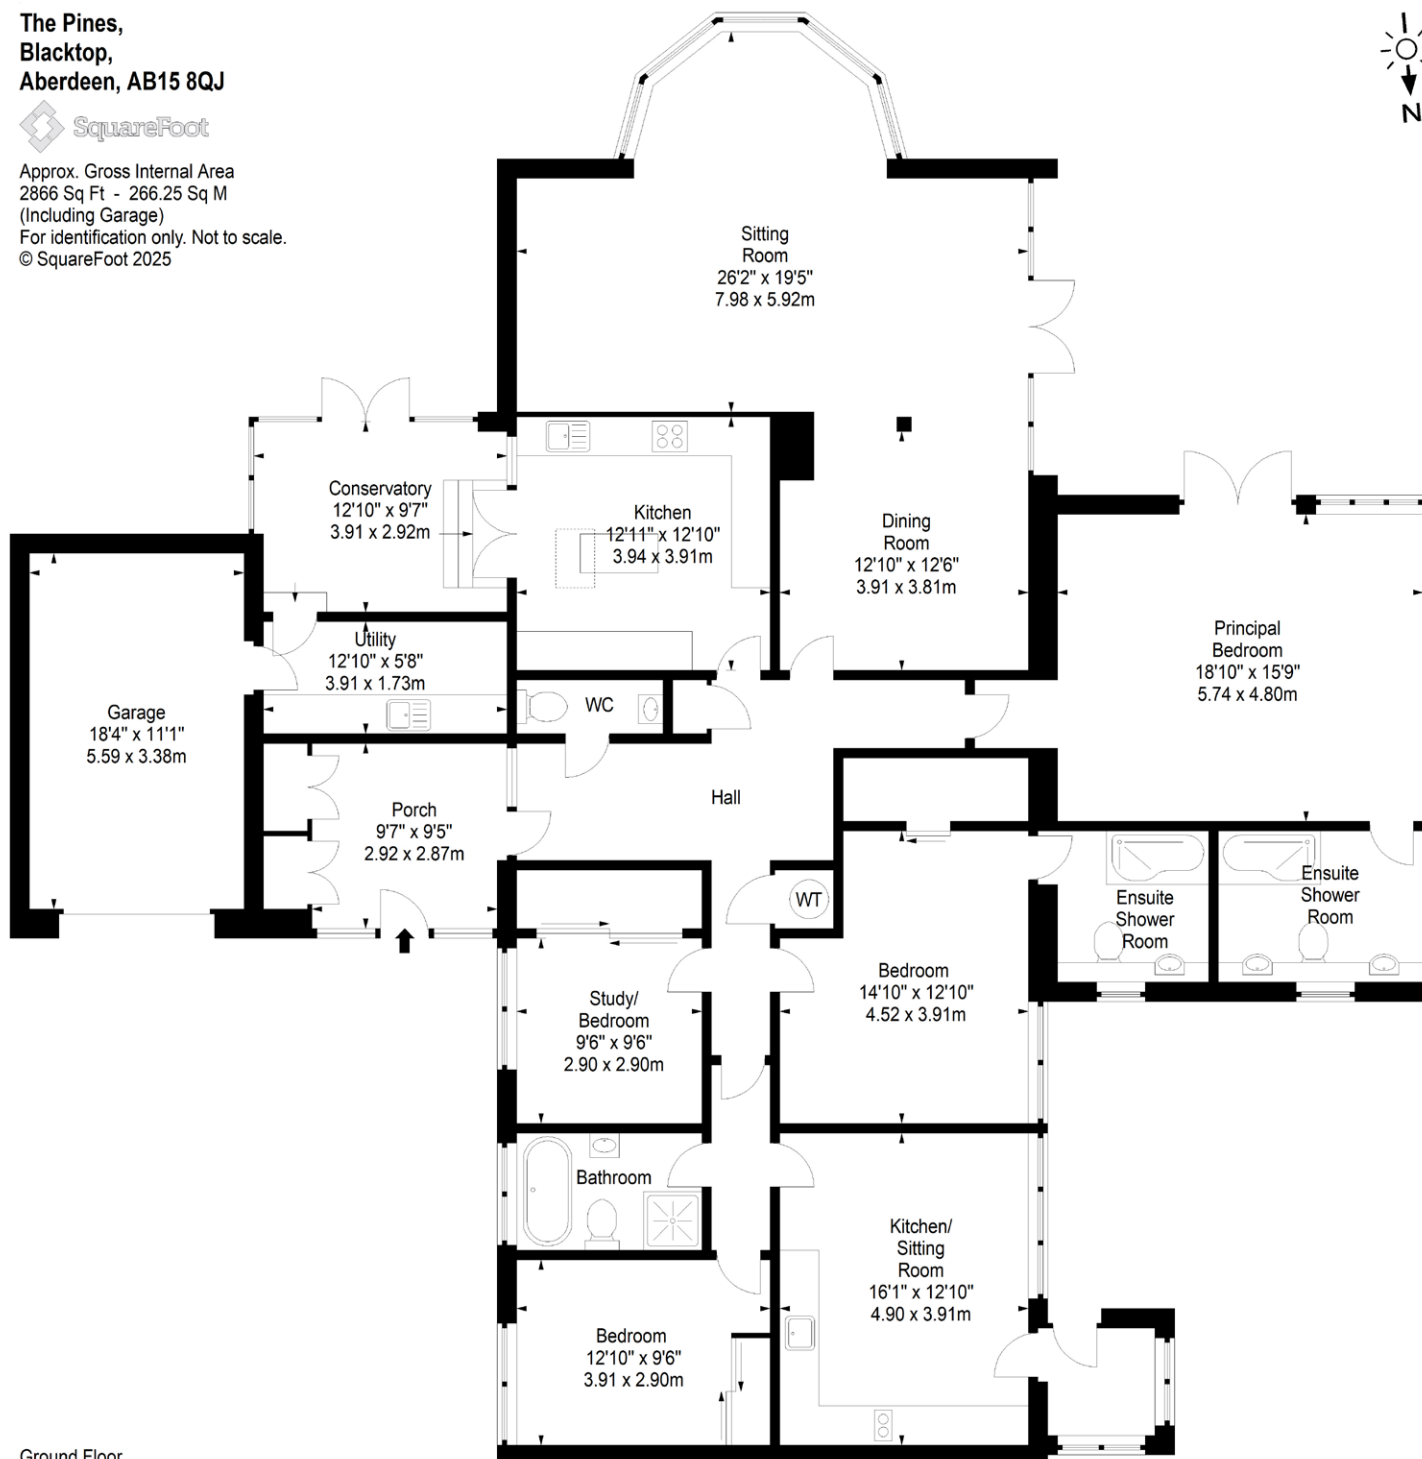 The Pines,
Blacktop,
Aberdeen, AB15 8QJ
SquareFoot
Approx. Gross Internal Area
2866 Sq Ft - 266.25 Sq M
(Including Garage)
For identification only. Not to scale.
© SquareFoot 2025
N
Sitting
Room
26'2" x 19'5"
7.98 x 5.92m
Conservatory
12'10" x 9'7"
3.91 x 2.92m
Kitchen
12'11" x 12'10"
3.94 x 3.91m
Dining
Room
12'10" x 12'6"
3.91 x 3.81m
Principal
Bedroom
18'10" x 15'9"
5.74 x 4.80m
Utility
12'10" x 5'8"
3.91 x 1.73m
WC
Garage
18'4" x 11'1"
5.59 x 3.38m
Porch
9'7" x 9'5"
2.92 x 2.87m
Hall
WT
Ensuite
Shower
Room
Ensuite
Shower
Room
Study/
Bedroom
9'6" x 9'6"
2.90 x 2.90m
Bedroom
14'10" x 12'10"
4.52 x 3.91m
Bathroom
Kitchen/
Sitting
Room
16'1" x 12'10"
4.90 x 3.91m
Bedroom
12'10" x 9'6"
3.91 x 2.90m
Ground Floor